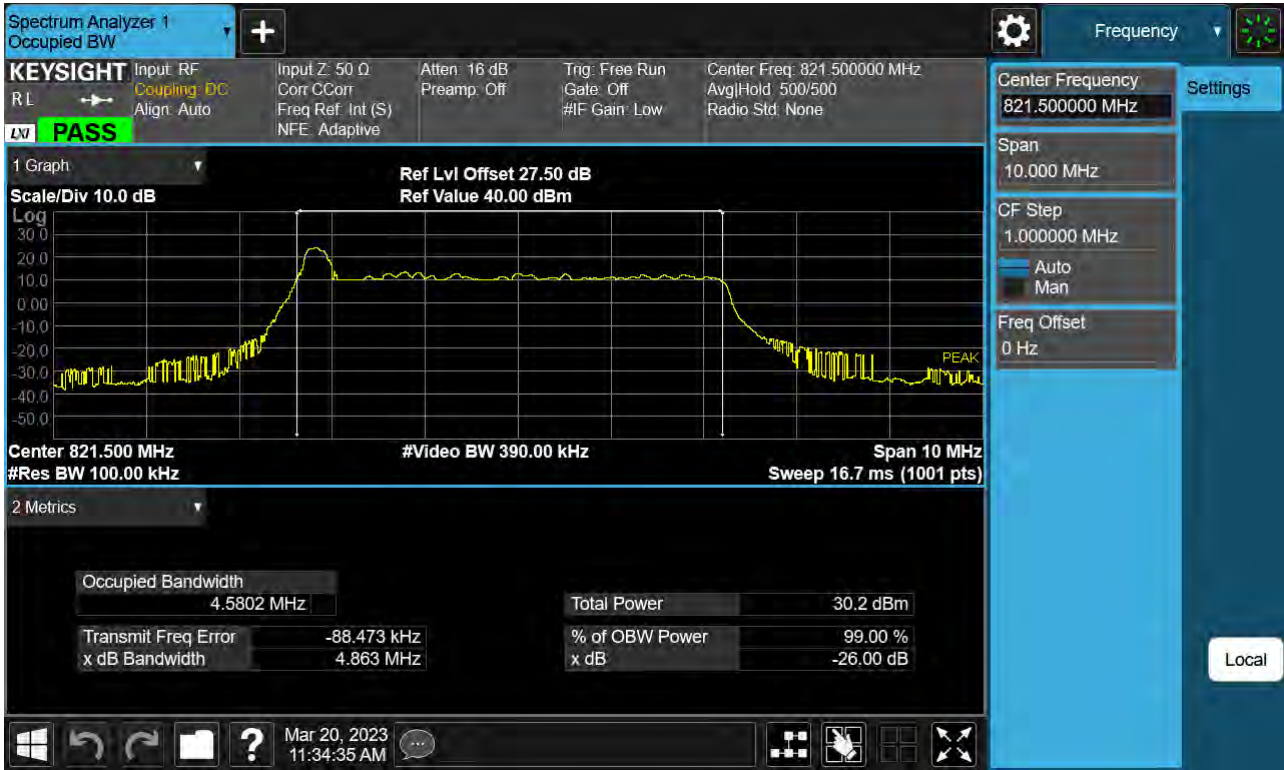 Spectrum Analyzer 1
Occupied BW
Frequency
KEYSIGHT
RL
LXI
PASS
Input: RF
Coupling: DC
Align: Auto
Input Z: 50 Ω
Corr CCorr
Freq Ref: Int (S)
NFE: Adaptive
Atten: 16 dB
Preamp: Off
Trig: Free Run
Gate: Off
#IF Gain: Low
Center Freq: 821.500000 MHz
Avg|Hold: 500/500
Radio Std: None
Center Frequency
821.500000 MHz
Settings
Span
10.000 MHz
CF Step
1.000000 MHz
Auto
Man
Freq Offset
0 Hz
Local
1 Graph
Scale/Div 10.0 dB
Ref Lvl Offset 27.50 dB
Ref Value 40.00 dBm
Log
30.0
20.0
10.0
0.00
-10.0
-20.0
-30.0
-40.0
-50.0
PEAK
Center 821.500 MHz
#Video BW 390.00 kHz
Span 10 MHz
#Res BW 100.00 kHz
Sweep 16.7 ms (1001 pts)
2 Metrics
Occupied Bandwidth
4.5802 MHz
Total Power 30.2 dBm
Transmit Freq Error -88.473 kHz
% of OBW Power 99.00 %
x dB Bandwidth 4.863 MHz
x dB -26.00 dB
?
Mar 20, 2023
11:34:35 AM